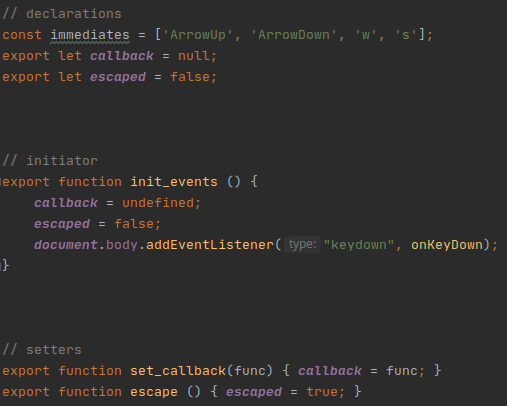 // declarations
const immediates = ['ArrowUp', 'ArrowDown', 'w', 's'];
export let callback = null;
export let escaped = false;
// initiator
export function init_events () {
callback = undefined;
escaped = false;
document.body.addEventListener( type: "keydown", onKeyDown);
}
// setters
export function set_callback(func) { callback = func; }
export function escape () { escaped = true; }